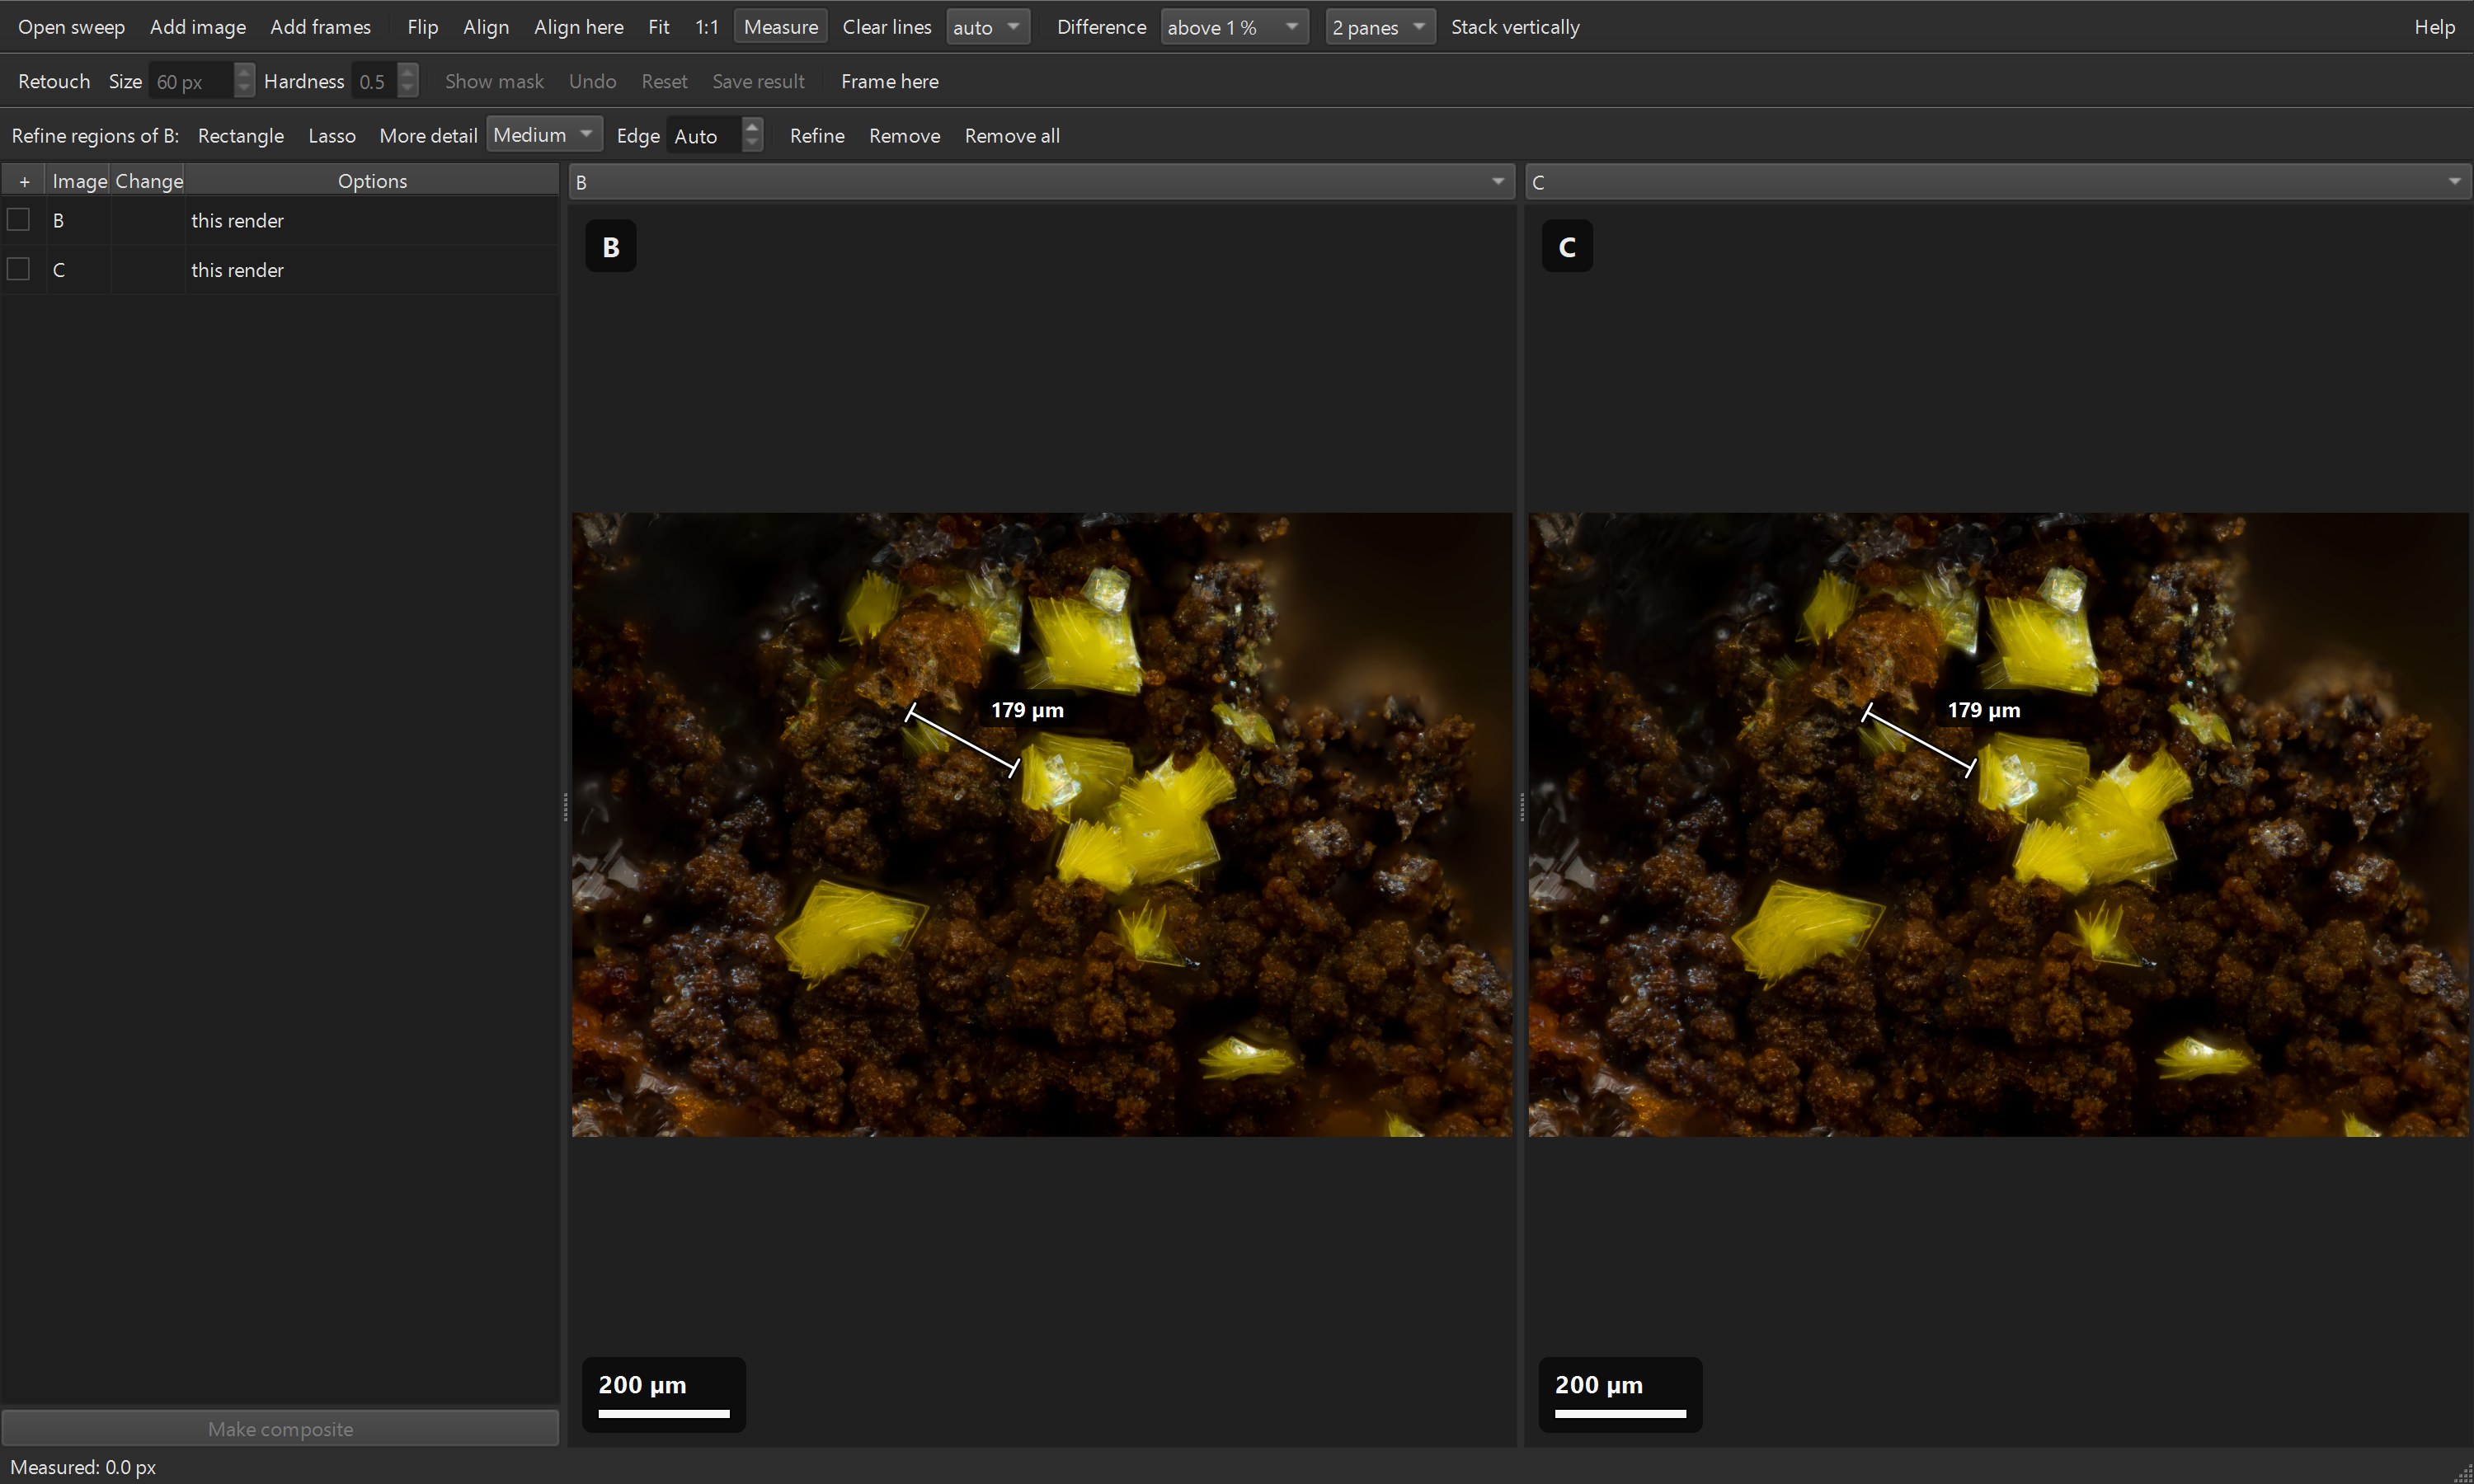 Open sweep Add image Add frames Flip Align Align here Fit 1:1 Measure Clear lines auto Difference above 1 % 2 panes Stack vertically Help
Retouch Size 60 px Hardness 0.5 Show mask Undo Reset Save result Frame here
Refine regions of B: Rectangle Lasso More detail Medium Edge Auto Refine Remove Remove all
+ Image Change Options
B this render
C this render
Make composite
B
B
179 µm
200 µm
C
C
179 µm
200 µm
Measured: 0.0 px